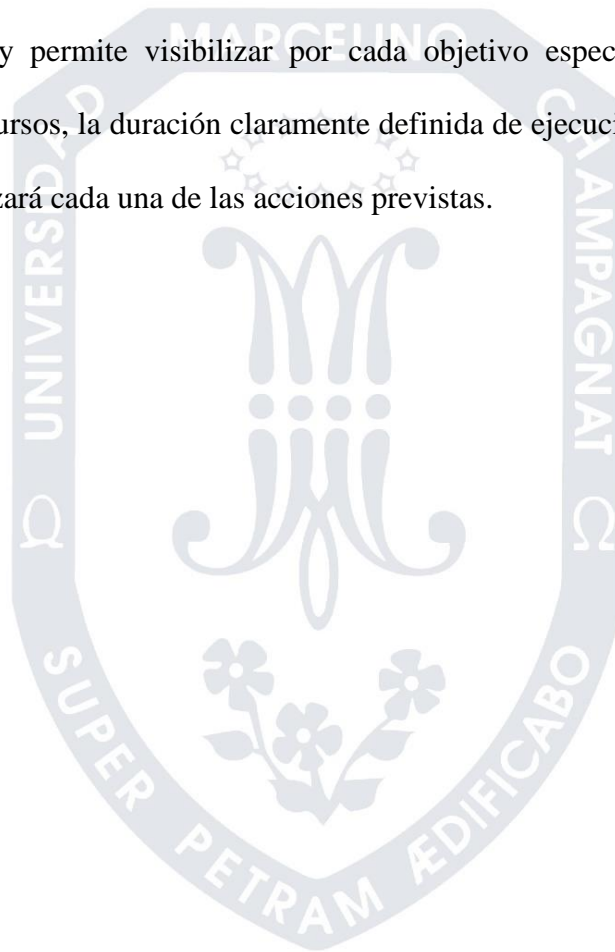 y permite visibilizar por cada objetivo espec
ursos, la duración claramente definida de ejecuci
zará cada una de las acciones previstas.
UNIVERSIDAD
MARCELINO
CHAMPAGNAT
SUPER PETRAM ÆDIFICABO
Ω
Ω